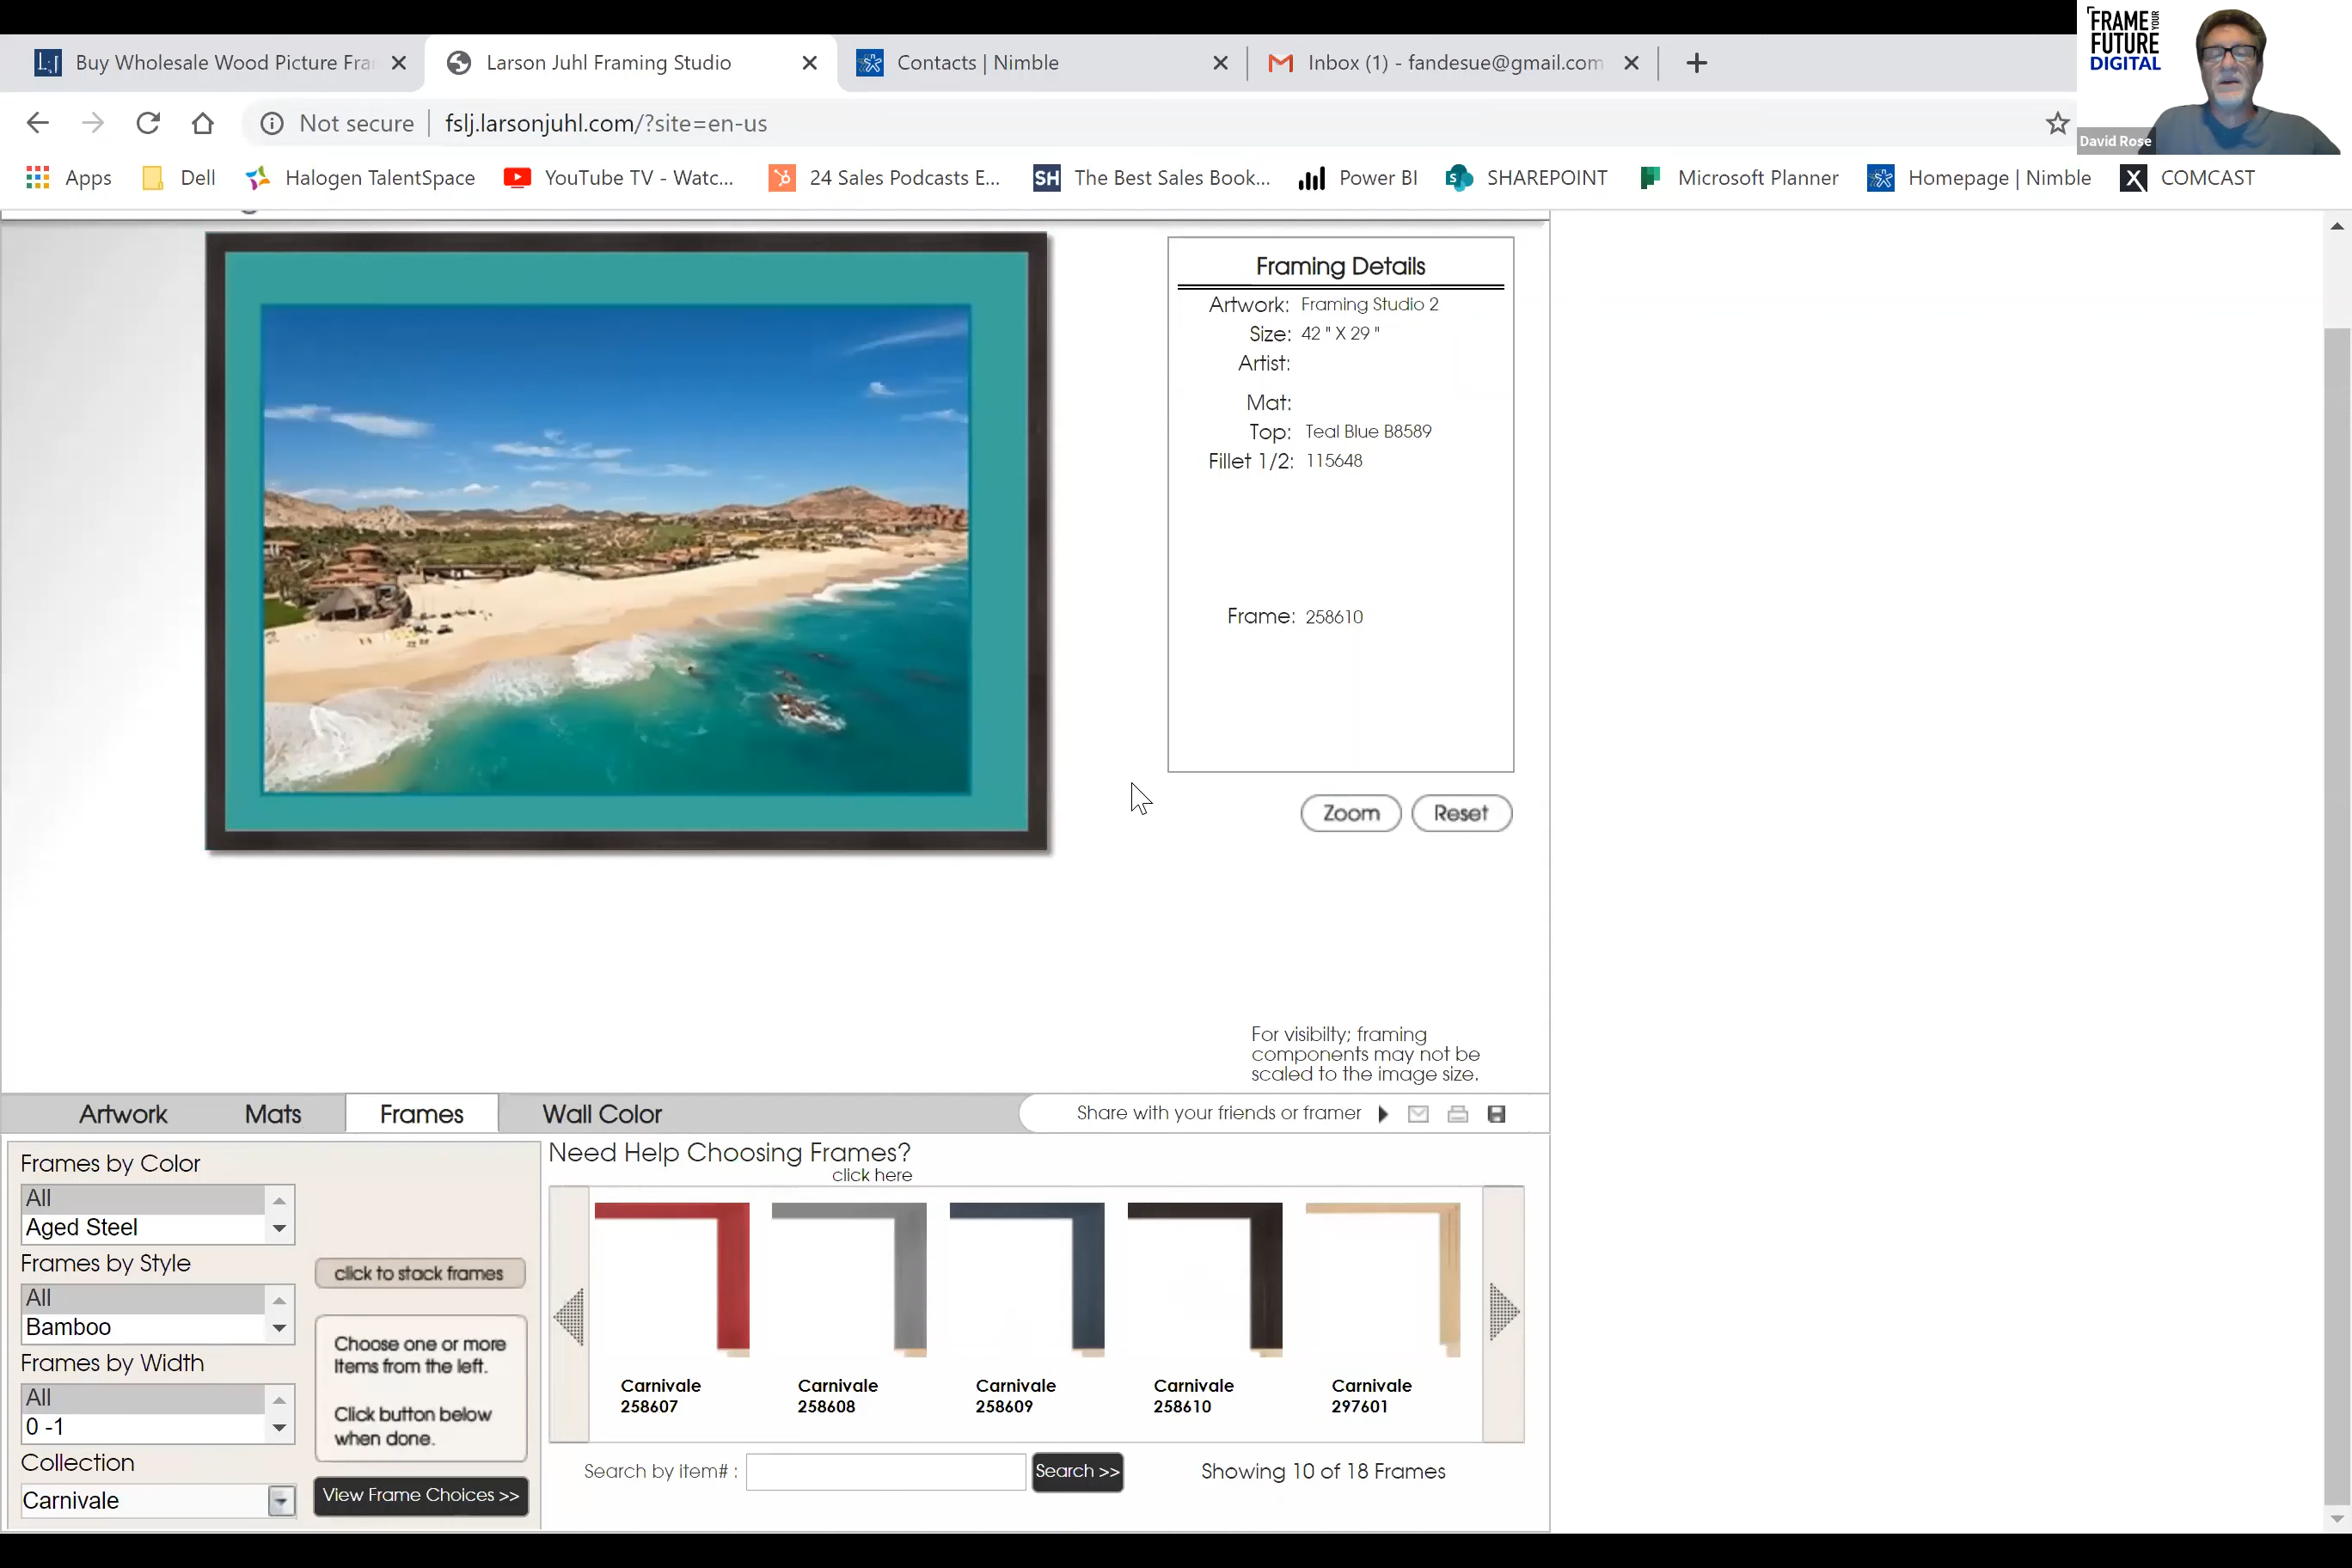 Buy Wholesale Wood Picture Fra
Larson Juhl Framing Studio
Contacts | Nimble
Inbox (1) - fandesue@gmail.com
FRAME YOUR
FUTURE
DIGITAL
David Rose
Not secure
fslj.larsonjuhl.com/?site=en-us
Apps
Dell
Halogen TalentSpace
YouTube TV - Watc...
24 Sales Podcasts E...
SH The Best Sales Book...
Power BI
SHAREPOINT
Microsoft Planner
Homepage | Nimble
COMCAST
Framing Details
Artwork: Framing Studio 2
Size: 42 " X 29 "
Artist:
Mat:
Top: Teal Blue B8589
Fillet 1/2: 115648
Frame: 258610
Zoom
Reset
For visibilty; framing
components may not be
scaled to the image size.
Artwork
Mats
Frames
Wall Color
Share with your friends or framer
Frames by Color
All
Aged Steel
Frames by Style
All
Bamboo
Frames by Width
All
0 -1
Collection
Carnivale
click to stack frames
Choose one or more
Items from the left.
Click button below
when done.
View Frame Choices >>
Need Help Choosing Frames?
click here
Carnivale
258607
Carnivale
258608
Carnivale
258609
Carnivale
258610
Carnivale
297601
Search by item# :
Search >>
Showing 10 of 18 Frames